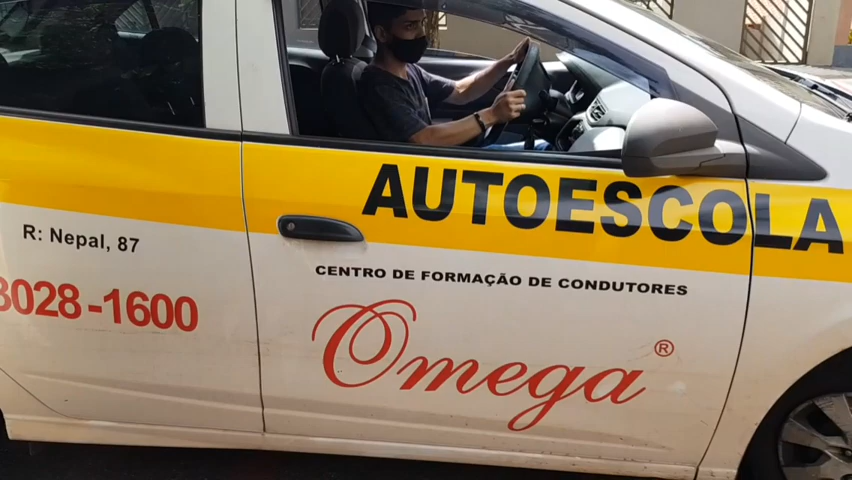 AUTOESCOLA
R: Nepal, 87
3028-1600
CENTRO DE FORMAÇÃO DE CONDUTORES
Omega ®